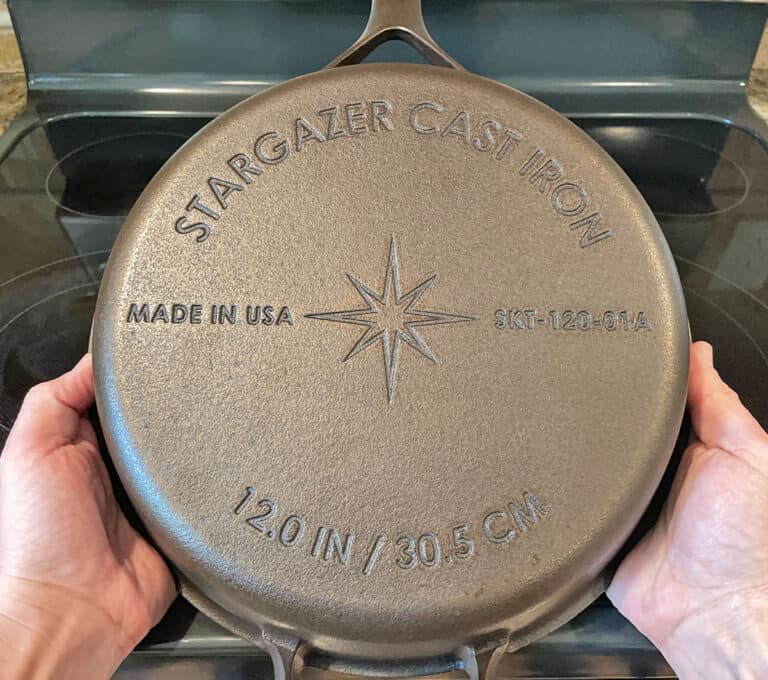 STARGAZER CAST IRON
MADE IN USA
SKT-120-01A
12.0 IN / 30.5 CM